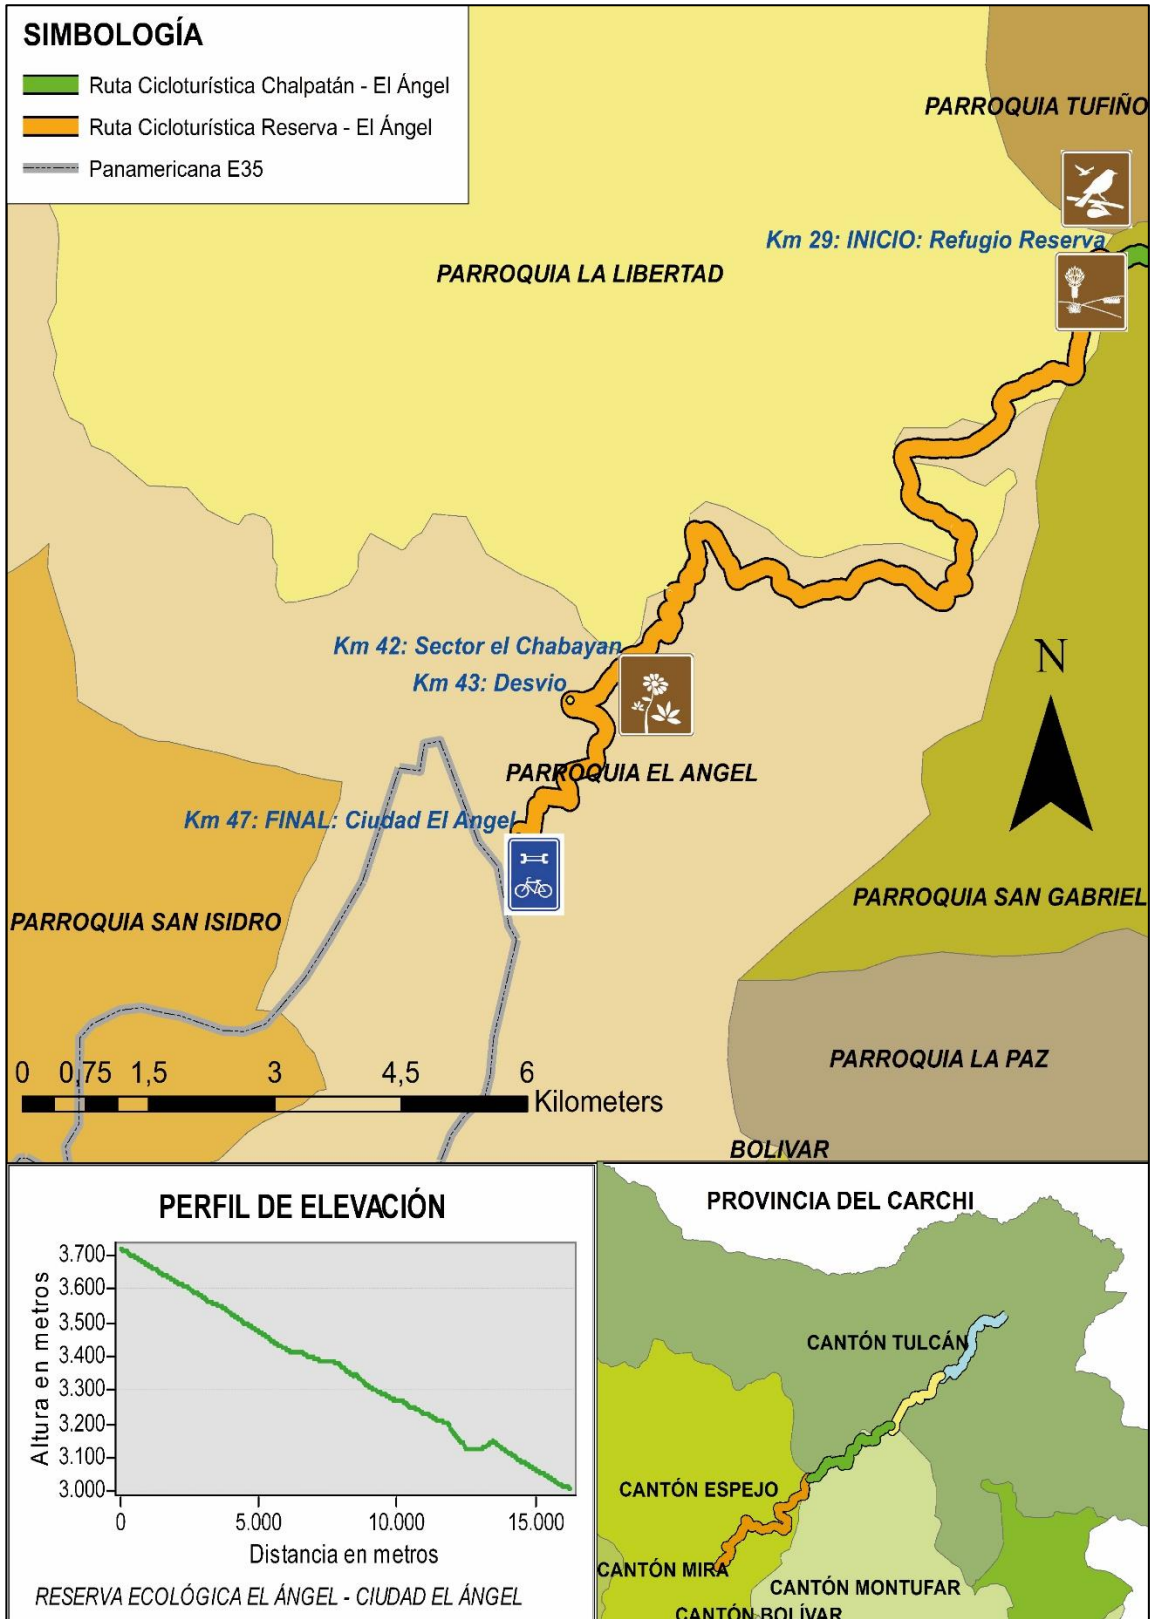 SIMBOLOGÍA
Ruta Cicloturística Chalpatán - El Ángel
Ruta Cicloturística Reserva - El Ángel
Panamericana E35
PARROQUIA TUFIÑO
Km 29: INICIO: Refugio Reserva
PARROQUIA LA LIBERTAD
Km 42: Sector el Chabayan
Km 43: Desvio
N
PARROQUIA EL ANGEL
Km 47: FINAL: Ciudad El Angel
PARROQUIA SAN GABRIEL
PARROQUIA SAN ISIDRO
PARROQUIA LA PAZ
0 0,75 1,5 3 4,5 6
Kilometers
BOLIVAR
PERFIL DE ELEVACIÓN
Altura en metros
3.700
3.600
3.400
3.300
3.200
3.100
3.000
0 5.000 10.000 15.000
Distancia en metros
RESERVA ECOLÓGICA EL ÁNGEL - CIUDAD EL ÁNGEL
PROVINCIA DEL CARCHI
CANTÓN TULCÁN
CANTÓN ESPEJO
CANTÓN MIRA
CANTÓN MONTUFAR
CANTÓN BOLÍVAR